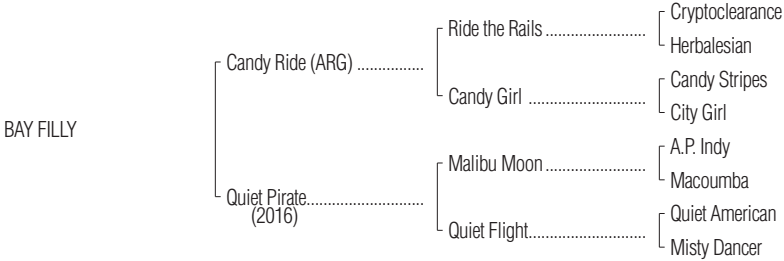 Cryptoclearance
Ride the Rails ..........................
Herbalesian
Candy Ride (ARG) .................
Candy Stripes
Candy Girl ..............................
City Girl
BAY FILLY
A.P. Indy
Malibu Moon ..........................
Macoumba
Quiet Pirate..............................
(2016)
Quiet American
Quiet Flight..............................
Misty Dancer